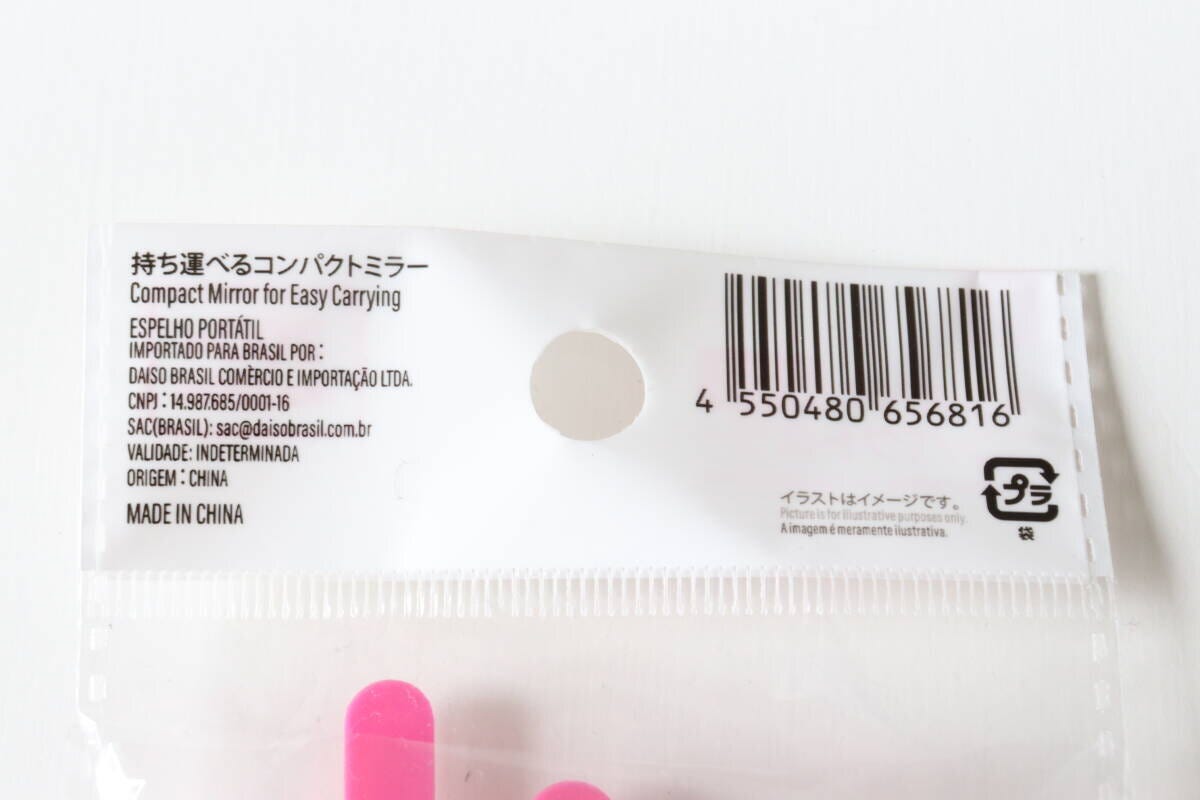 持ち運べるコンパクトミラー
Compact Mirror for Easy Carrying
ESPELHO PORTÁTIL
IMPORTADO PARA BRASIL POR：
DAISO BRASIL COMÈRCIO E IMPORTAÇÃO LTDA.
CNPJ：14.987.685/0001-16
SAC(BRASIL): sac@daisobrasil.com.br
VALIDADE: INDETERMINADA
ORIGEM：CHINA
MADE IN CHINA
4 550480 656816
イラストはイメージです。
Picture is for illustrative purposes only.
A imagem é meramente ilustrativa.
プラ
袋